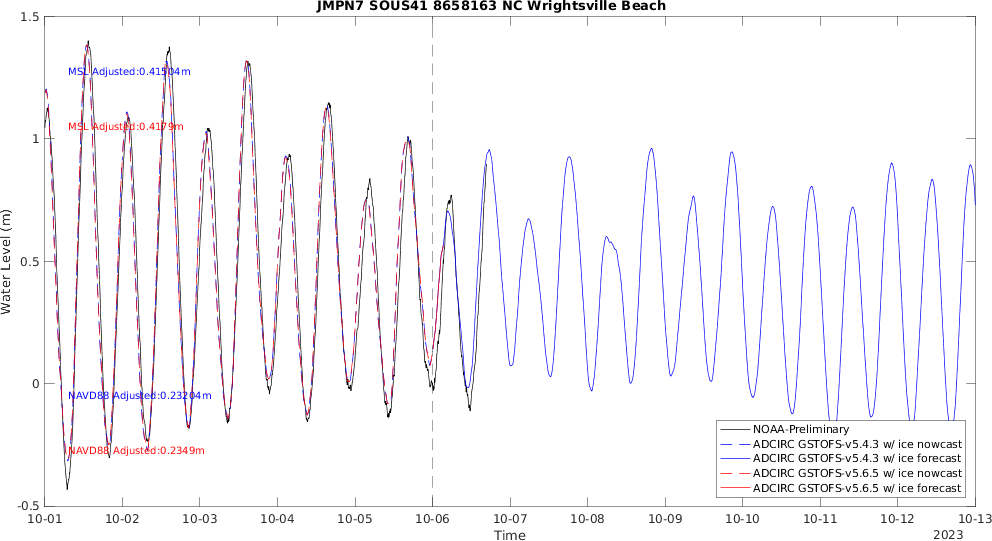 JMPN7 SOUS41 8658163 NC Wrightsville Beach
1.5
1
0.5
0
-0.5
Water Level (m)
MSL Adjusted:0.41504m
MSL Adjusted:0.4179m
NAVD88 Adjusted:0.23204m
NAVD88 Adjusted:0.2349m
NOAA-Preliminary
ADCIRC GSTOFS-v5.4.3 w/ ice nowcast
ADCIRC GSTOFS-v5.4.3 w/ ice forecast
ADCIRC GSTOFS-v5.6.5 w/ ice nowcast
ADCIRC GSTOFS-v5.6.5 w/ ice forecast
10-01 10-02 10-03 10-04 10-05 10-06 10-07 10-08 10-09 10-10 10-11 10-12 10-13
Time
2023